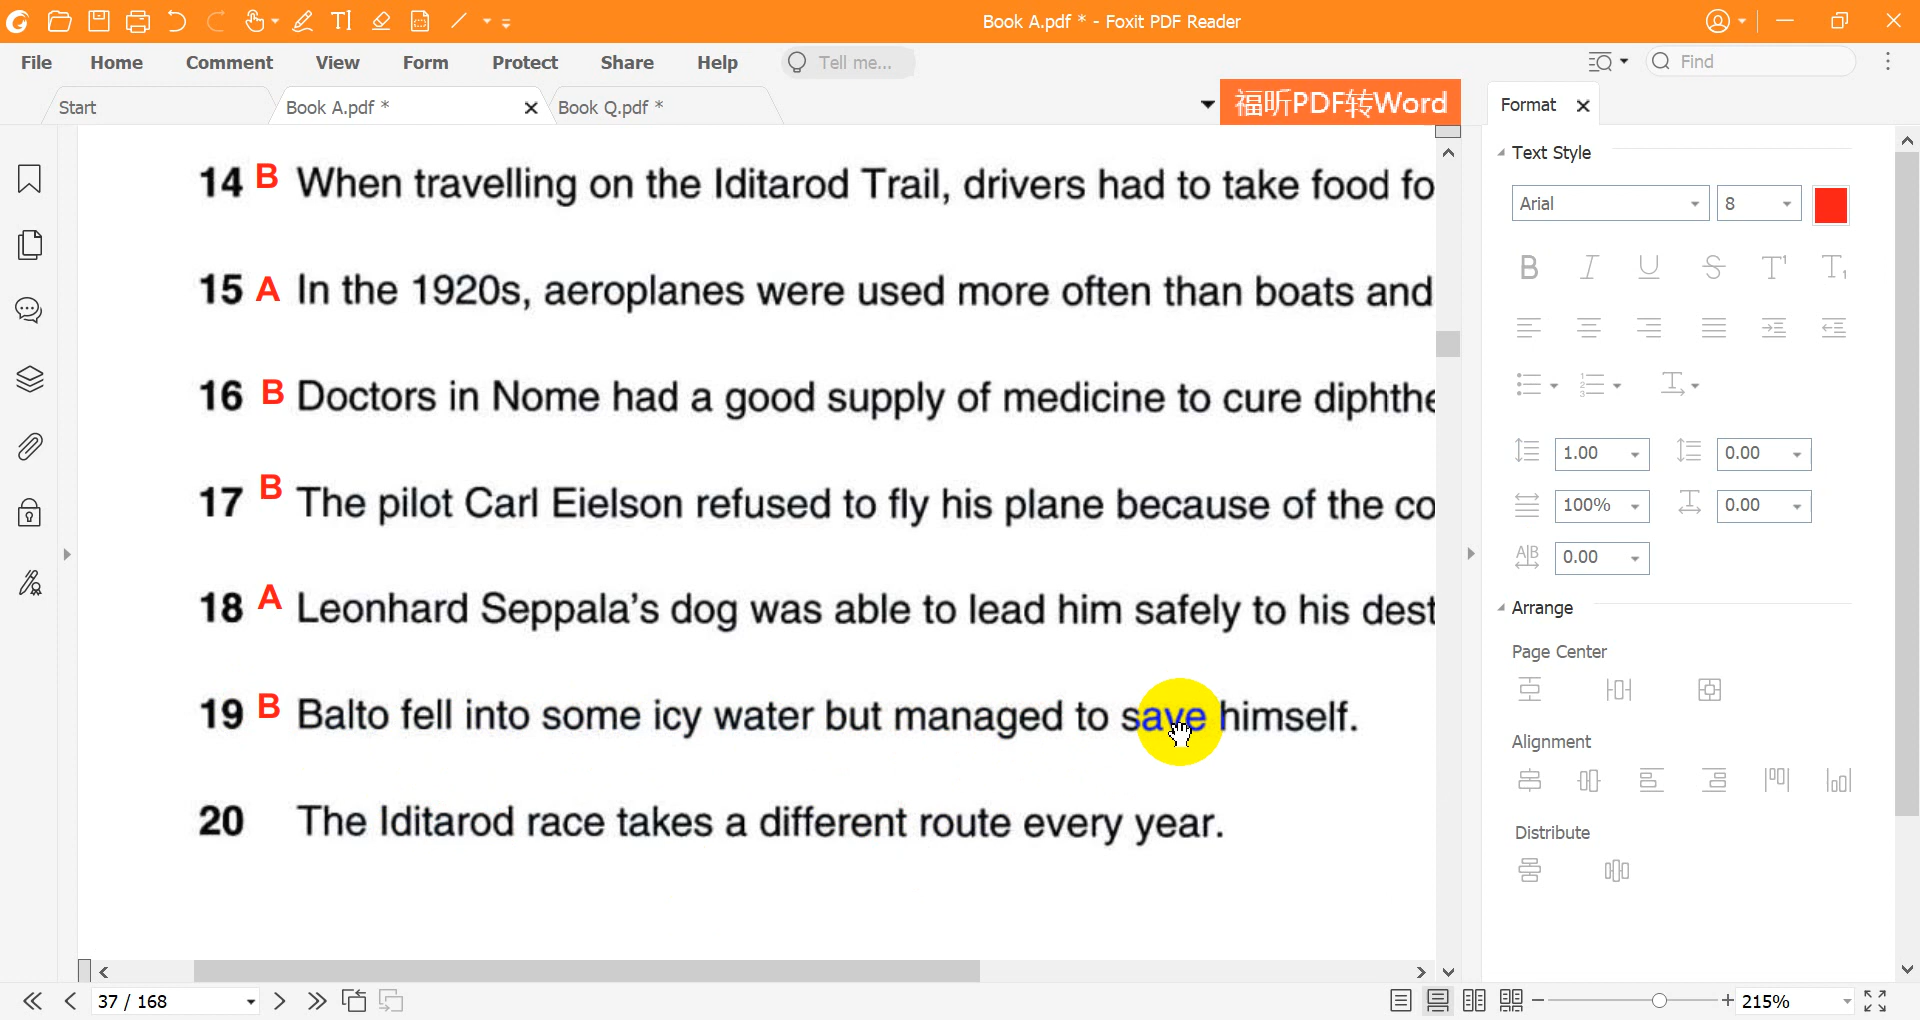 Book A.pdf * - Foxit PDF Reader
File Home Comment View Form Protect Share Help Tell me... Find
Start Book A.pdf * Book Q.pdf * 福昕PDF转Word Format
14 B When travelling on the Iditarod Trail, drivers had to take food fo
15 A In the 1920s, aeroplanes were used more often than boats and
16 B Doctors in Nome had a good supply of medicine to cure diphthe
17 B The pilot Carl Eielson refused to fly his plane because of the co
18 A Leonhard Seppala's dog was able to lead him safely to his dest
19 B Balto fell into some icy water but managed to save himself.
20 The Iditarod race takes a different route every year.
Text Style
Arial 8
1.00 0.00
100% 0.00
0.00
Arrange
Page Center
Alignment
Distribute
37 / 168 215%